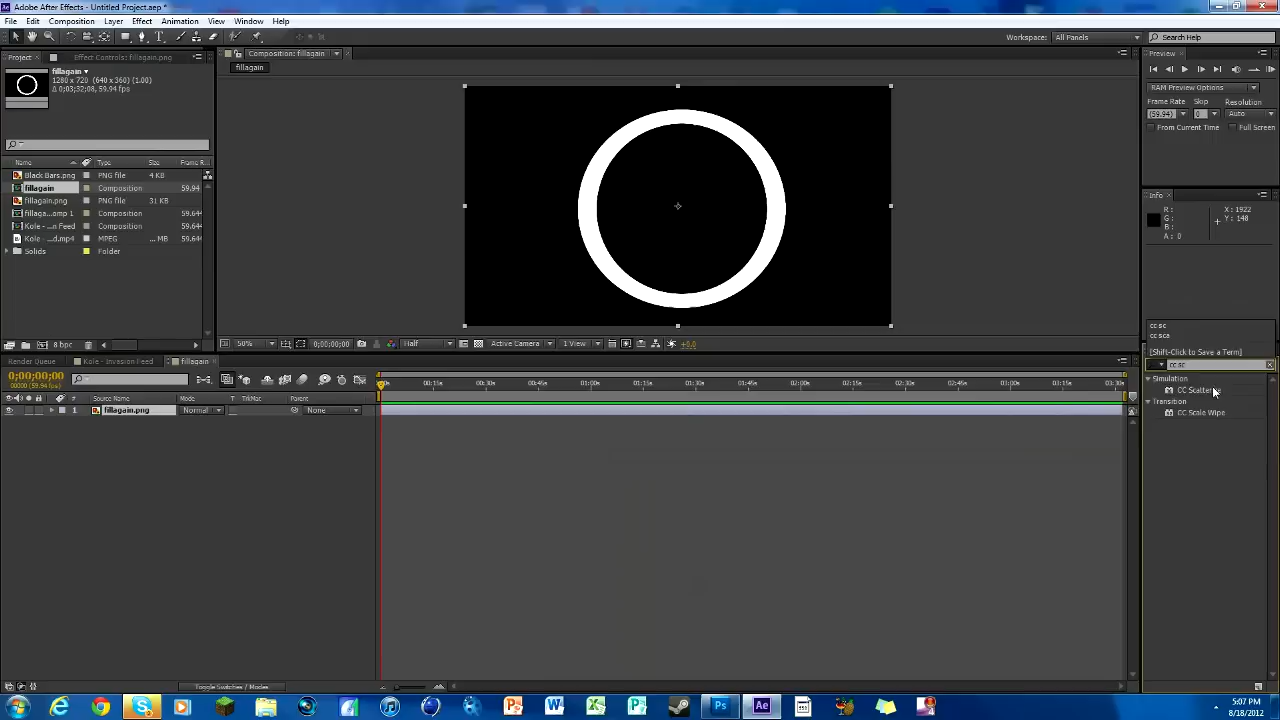 Adobe After Effects - Untitled Project.aep *
File Edit Composition Layer Effect Animation View Window Help
Workspace: All Panels Search Help
Project Effect Controls: fillagain.png
Composition: fillagain
Preview
fillagain
1280 x 720 (640 x 360) (1.00)
Δ 0;03;32;08, 59.94 fps
fillagain
RAM Preview Options
Frame Rate Skip Resolution
(59.94) 0 Auto
From Current Time Full Screen
Name Type Size Frame R
Black Bars.png PNG file 4 KB
fillagain Composition 59.94
fillagain.png PNG file 31 KB
fillaga...omp 1 Composition 59.64
Kole - ...n Feed Composition 59.64
Kole - ...d.mp4 MPEG ... MB 59.64
Solids Folder
Info
R :
G :
B :
A : 0
X : 1922
Y : 148
8 bpc
50% 0;00;00;00 Half Active Camera 1 View +0.0
cc sc
cc sca
[Shift-Click to Save a Term]
cc sc
Simulation
CC Scatterize
Transition
CC Scale Wipe
Render Queue Kole - Invasion Feed fillagain
0;00;00;00
00000 (59.94 fps)
00:15s 00:30s 00:45s 01:00s 01:15s 01:30s 01:45s 02:00s 02:15s 02:30s 02:45s 03:00s 03:15s 03:30s
# Source Name Mode T TrkMat Parent
1 fillagain.png Normal None
Toggle Switches / Modes
5:07 PM
8/18/2012